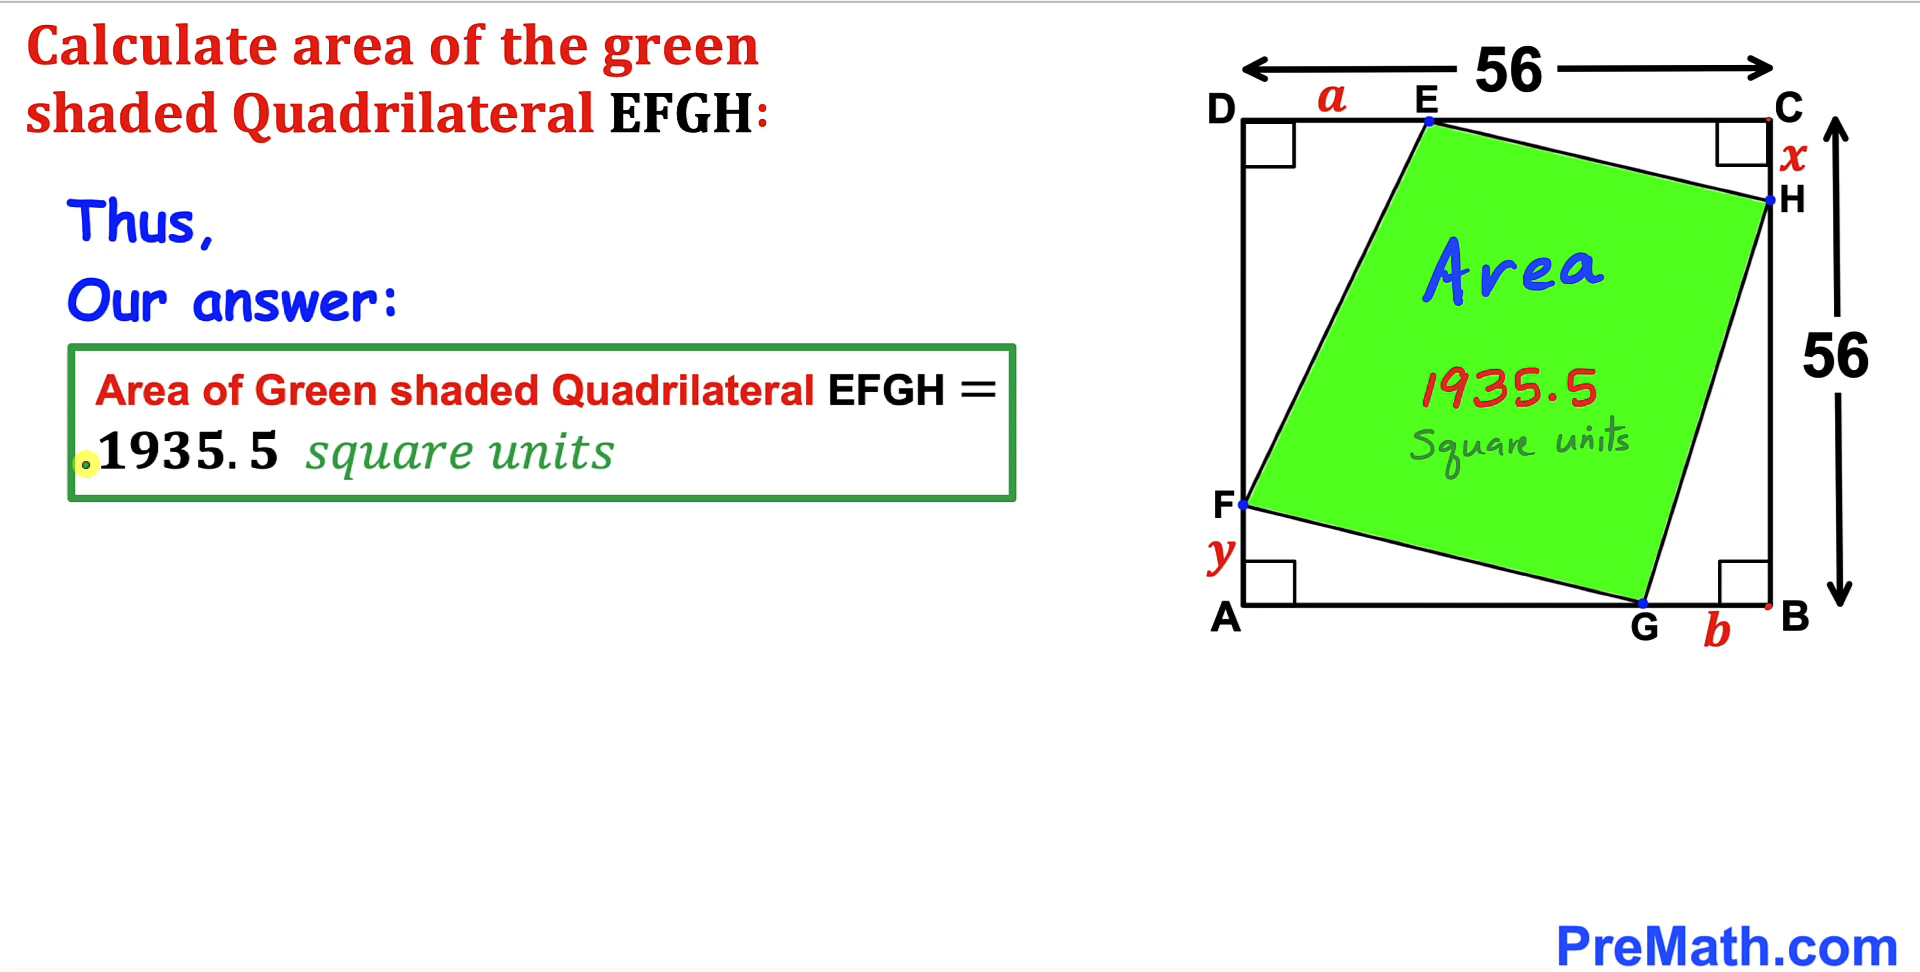 Calculate area of the green
shaded Quadrilateral EFGH:
Thus,
Our answer:
Area of Green shaded Quadrilateral EFGH =
1935.5 square units
56
D a E C
x
H
Area
56
1935.5
Square units
F
y
A G b B
PreMath.com